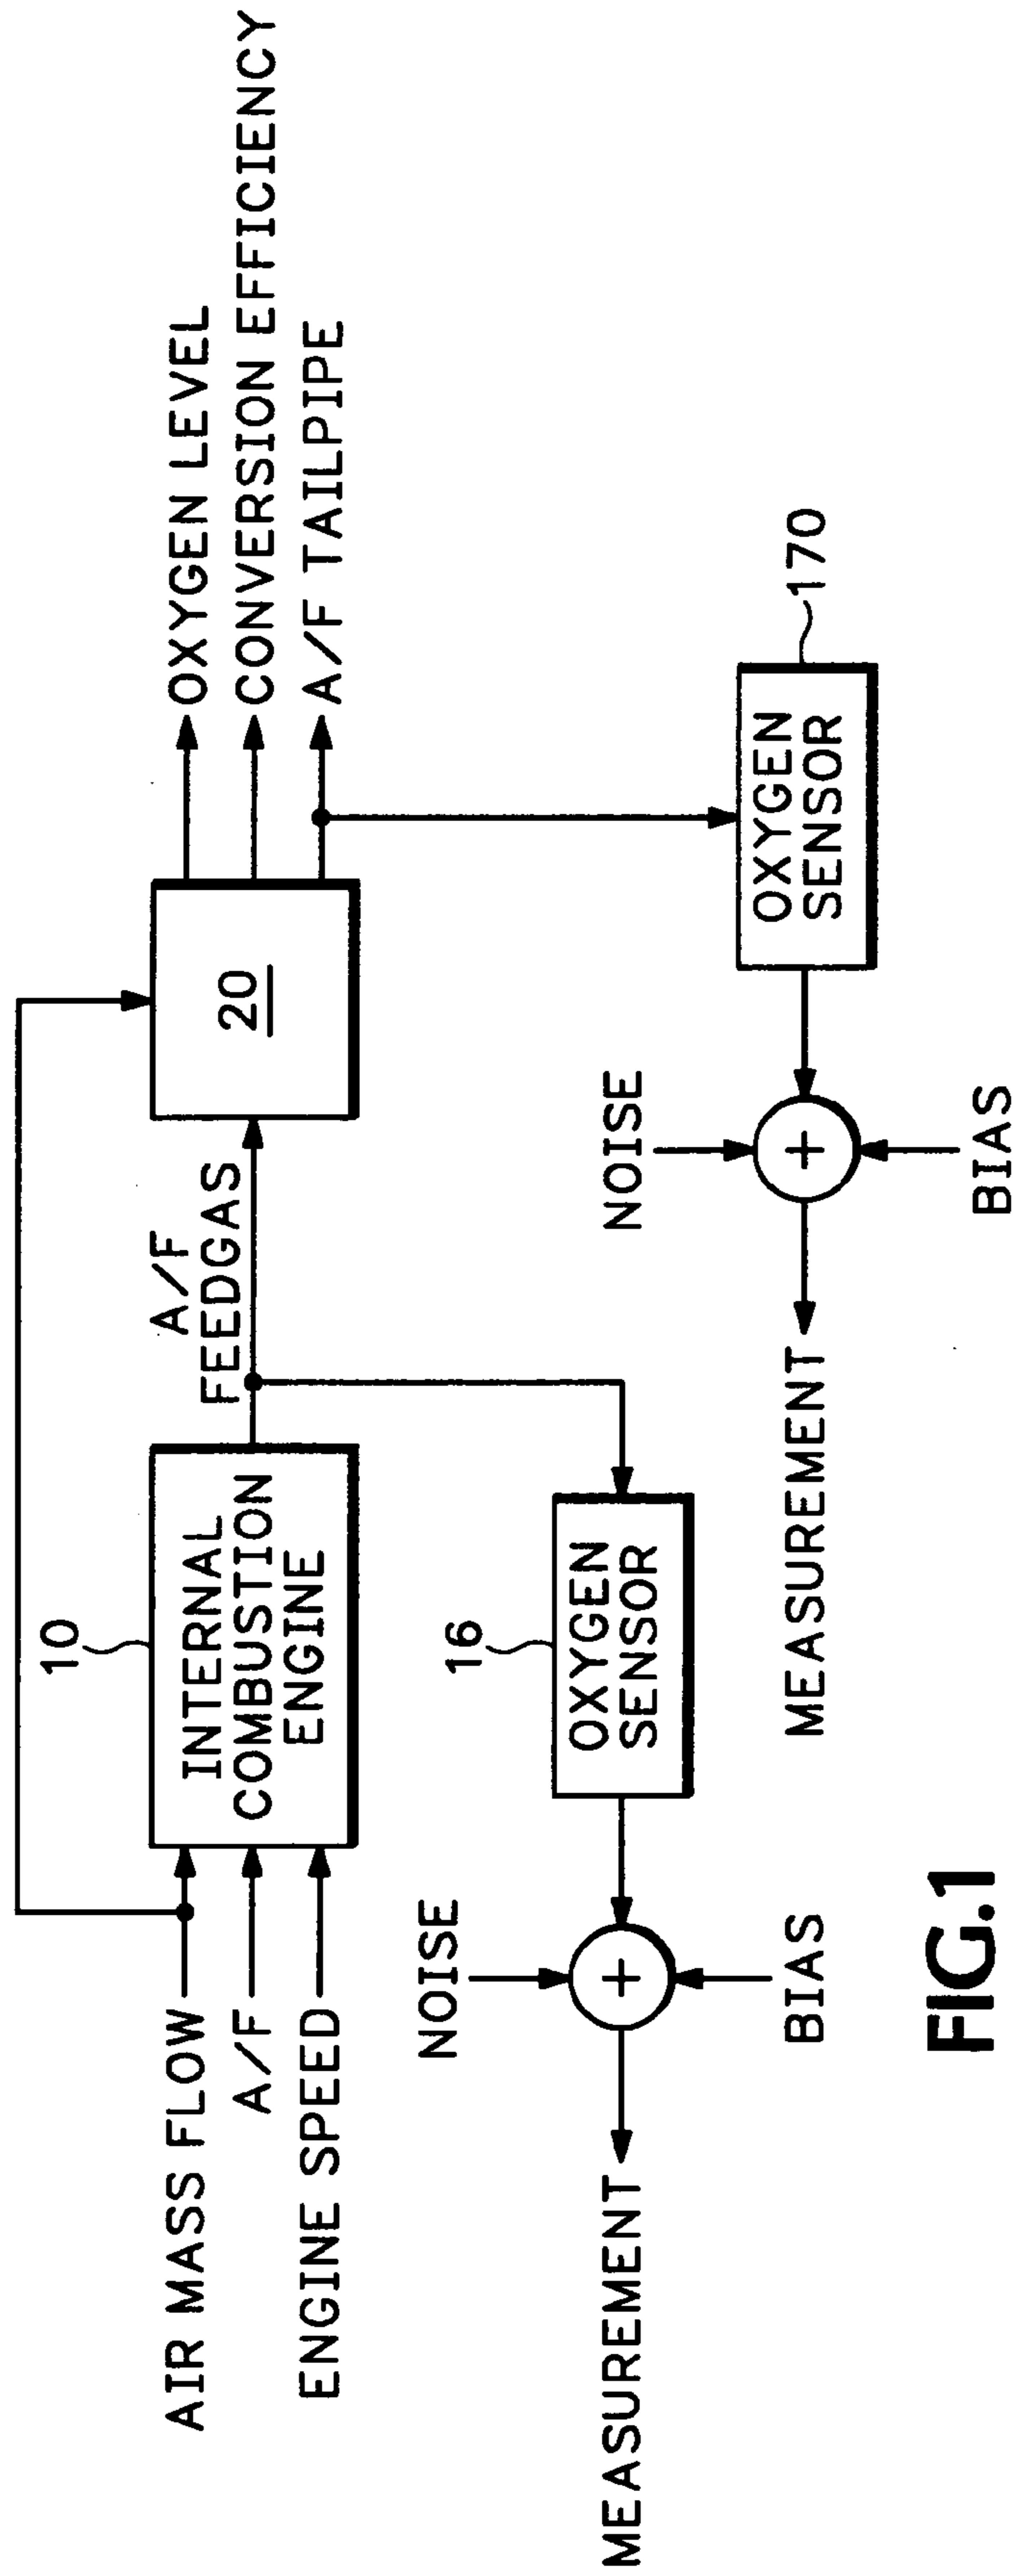 AIR MASS FLOW
A/F
ENGINE SPEED
10
INTERNAL
COMBUSTION
ENGINE
A/F
FEEDGAS
20
OXYGEN LEVEL
CONVERSION EFFICIENCY
A/F TAILPIPE
MEASUREMENT
NOISE
+
BIAS
16
OXYGEN
SENSOR
MEASUREMENT
NOISE
+
BIAS
OXYGEN
SENSOR
170
FIG.1